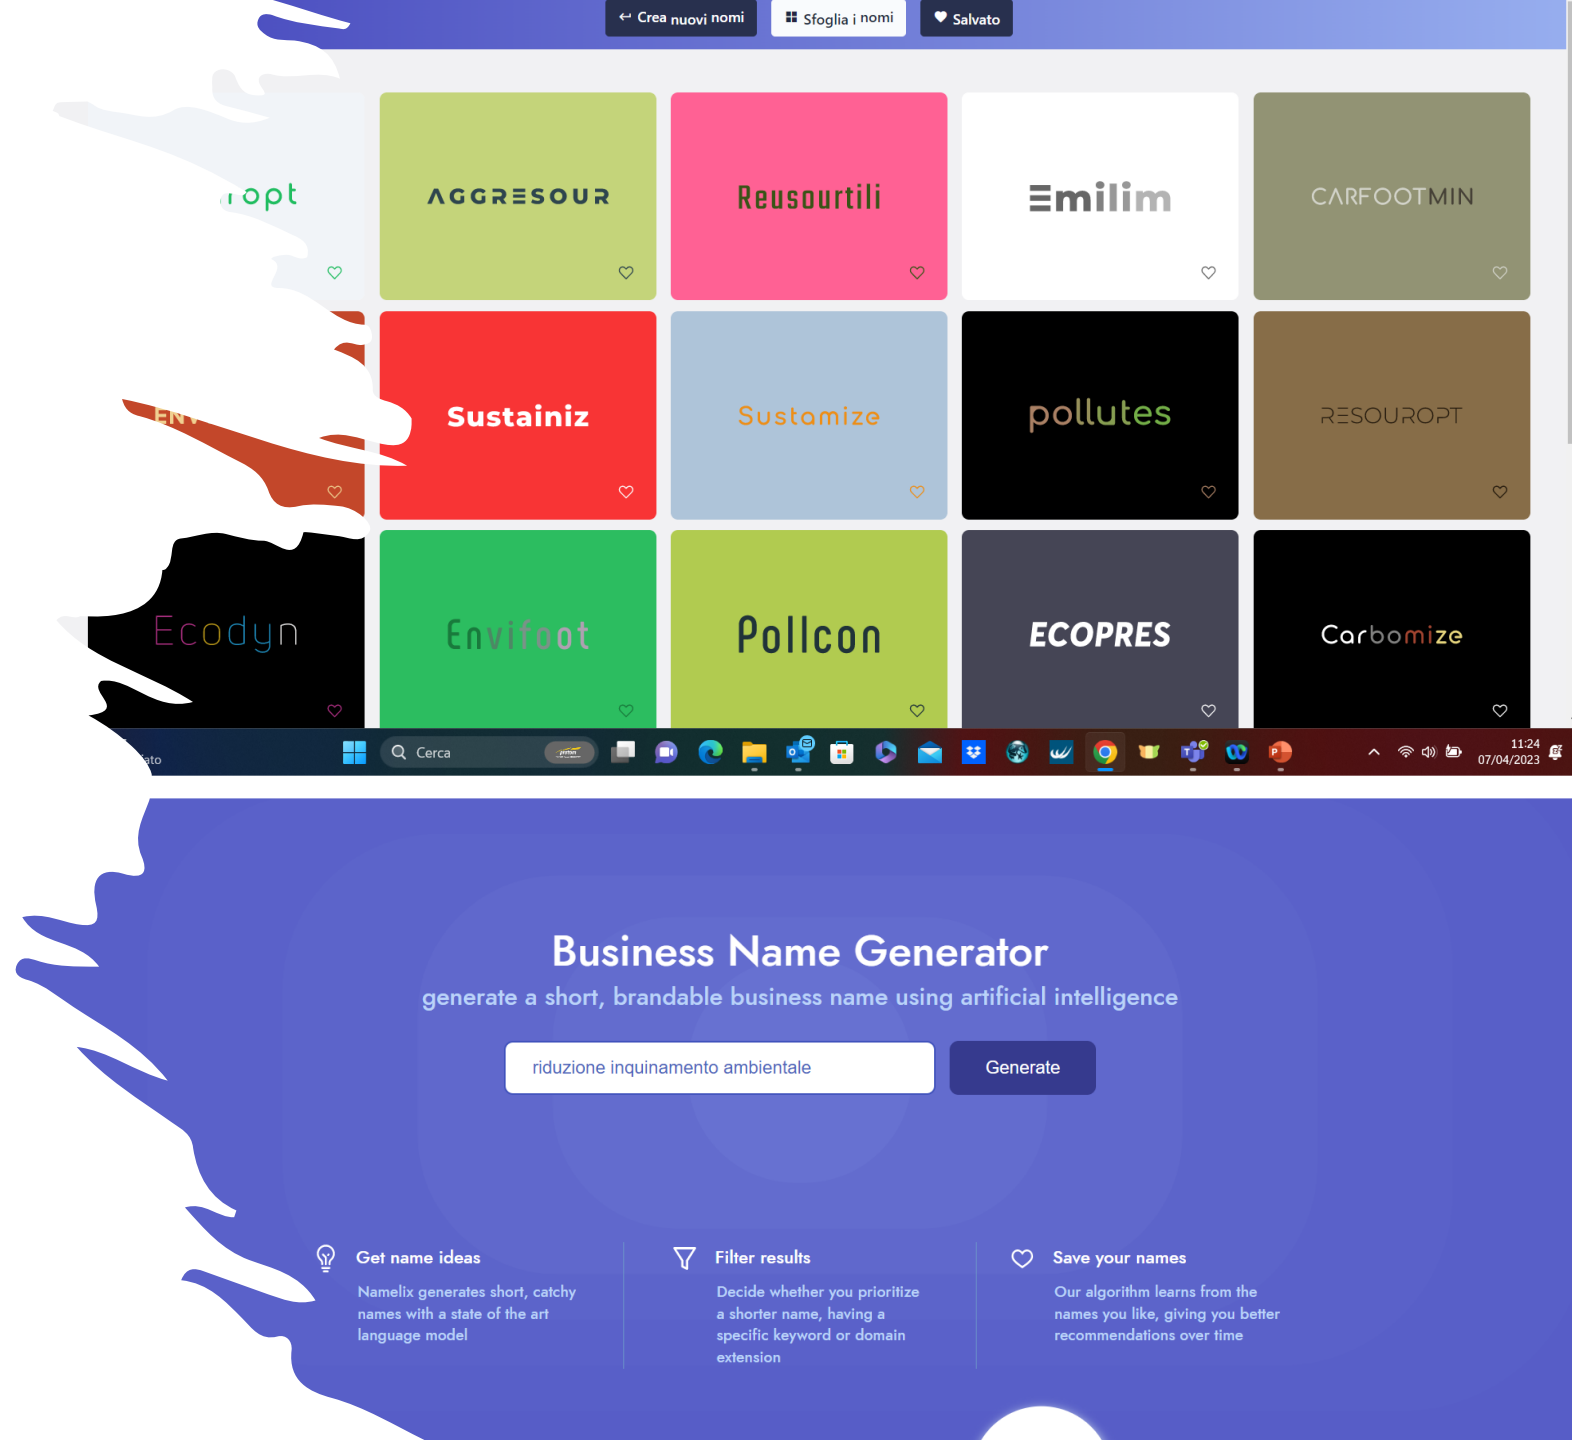 Crea nuovi nomi
Sfoglia i nomi
Salvato
AGGRESOUR
Reusourtili
Emilim
CARFOOTMIN
Sustainiz
Sustamize
pollutes
RESOUROPT
Ecodyn
Envifoot
Pollcon
ECOPRES
Carbomize
Cerca
11:24
07/04/2023
Business Name Generator
generate a short, brandable business name using artificial intelligence
riduzione inquinamento ambientale
Generate
Get name ideas
Namelix generates short, catchy
names with a state of the art
language model
Filter results
Decide whether you prioritize
a shorter name, having a
specific keyword or domain
extension
Save your names
Our algorithm learns from the
names you like, giving you better
recommendations over time